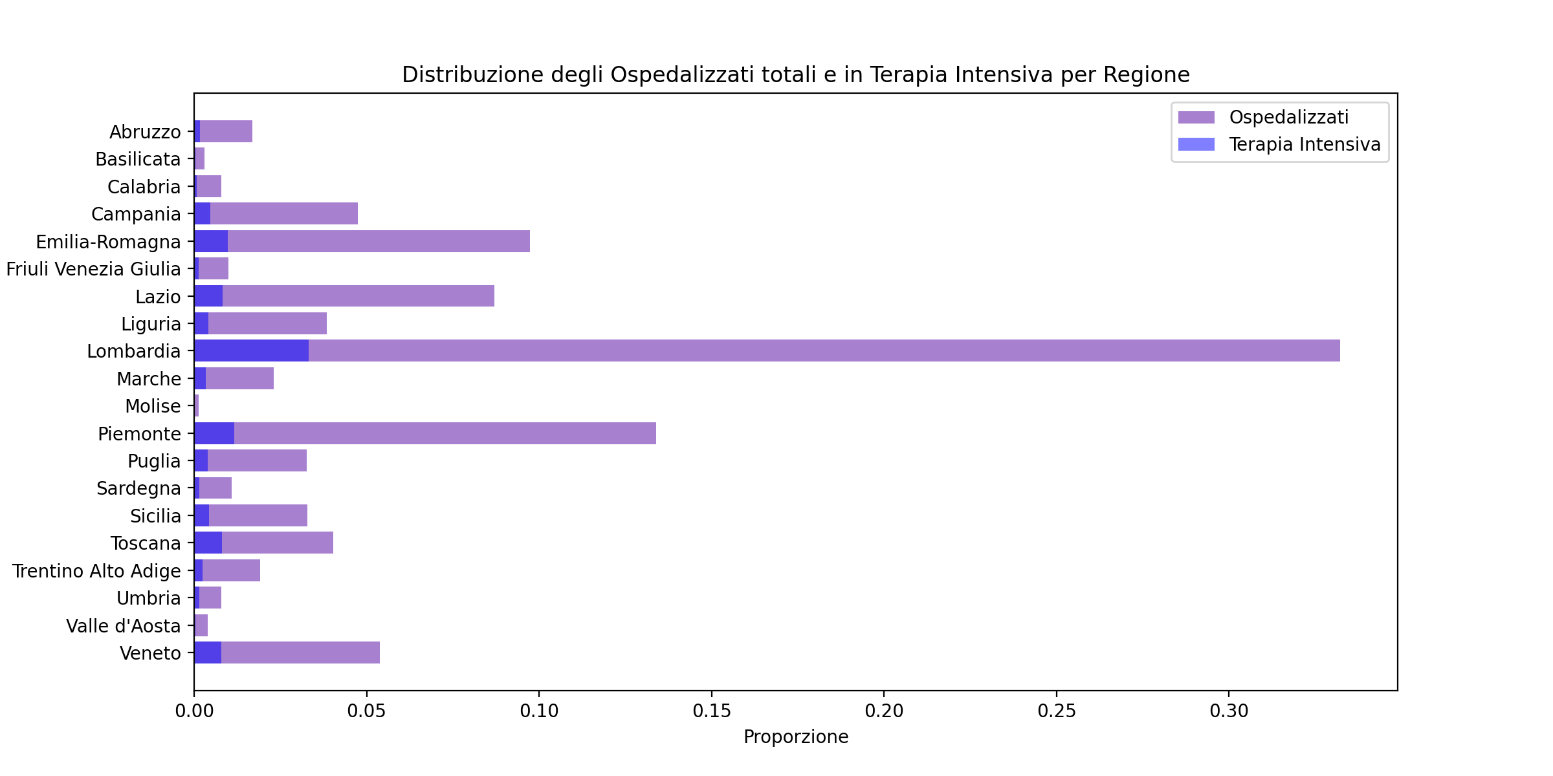 Distribuzione degli Ospedalizzati totali e in Terapia Intensiva per Regione
Ospedalizzati
Terapia Intensiva
Abruzzo
Basilicata
Calabria
Campania
Emilia-Romagna
Friuli Venezia Giulia
Lazio
Liguria
Lombardia
Marche
Molise
Piemonte
Puglia
Sardegna
Sicilia
Toscana
Trentino Alto Adige
Umbria
Valle d'Aosta
Veneto
0.00 0.05 0.10 0.15 0.20 0.25 0.30
Proporzione